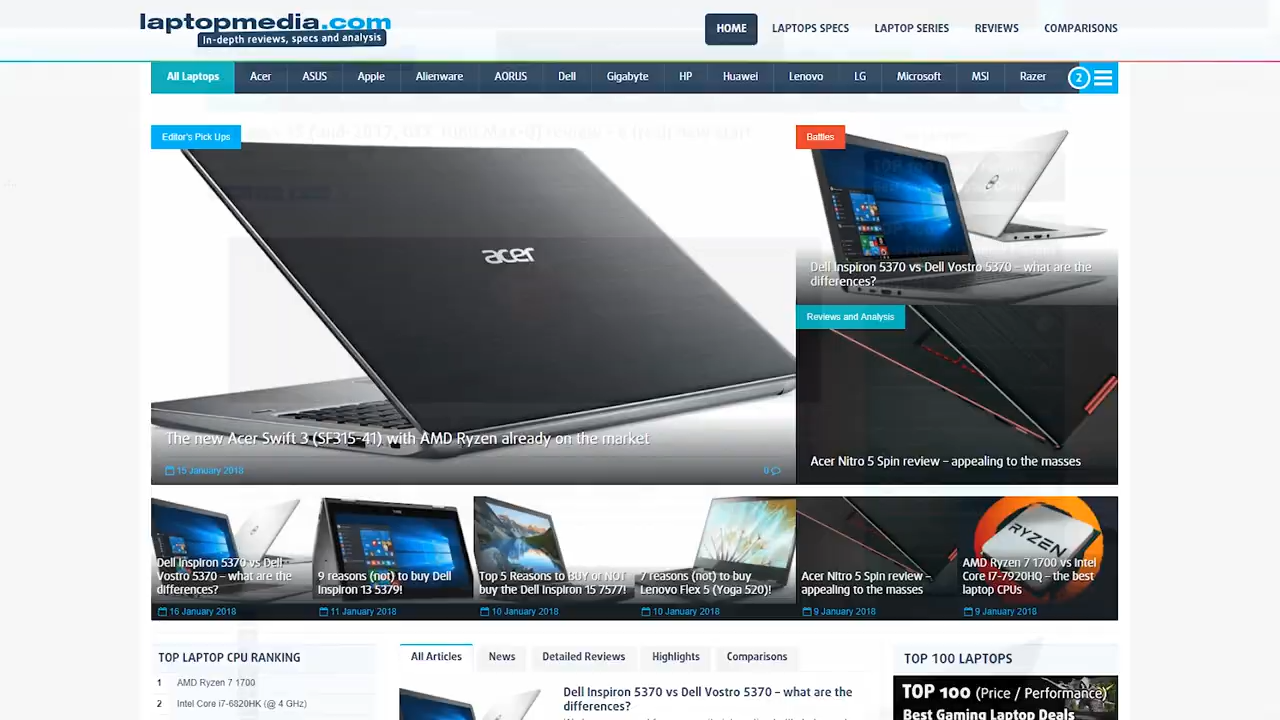 laptopmedia.com
In-depth reviews, specs and analysis
HOME
LAPTOPS SPECS
LAPTOP SERIES
REVIEWS
COMPARISONS
All Laptops
Acer
ASUS
Apple
Alienware
AORUS
Dell
Gigabyte
HP
Huawei
Lenovo
LG
Microsoft
MSI
Razer
2
Editor's Pick Ups
acer
The new Acer Swift 3 (SF315-41) with AMD Ryzen already on the market
15 January 2018
0
Battles
Dell Inspiron 5370 vs Dell Vostro 5370 – what are the
differences?
Reviews and Analysis
Acer Nitro 5 Spin review – appealing to the masses
Dell Inspiron 5370 vs Dell
Vostro 5370 – what are the
differences?
16 January 2018
9 reasons (not) to buy Dell
Inspiron 13 5379!
11 January 2018
Top 5 Reasons to BUY or NOT
buy the Dell Inspiron 15 7577!
10 January 2018
7 reasons (not) to buy
Lenovo Flex 5 (Yoga 520)!
10 January 2018
Acer Nitro 5 Spin review –
appealing to the masses
9 January 2018
RYZEN
AMD Ryzen 7 1700 vs Intel
Core i7-7920HQ – the best
laptop CPUs
9 January 2018
TOP LAPTOP CPU RANKING
1 AMD Ryzen 7 1700
2 Intel Core i7-6820HK (@ 4 GHz)
All Articles
News
Detailed Reviews
Highlights
Comparisons
Dell Inspiron 5370 vs Dell Vostro 5370 – what are the
differences?
TOP 100 LAPTOPS
TOP 100 (Price / Performance)
Best Gaming Laptop Deals